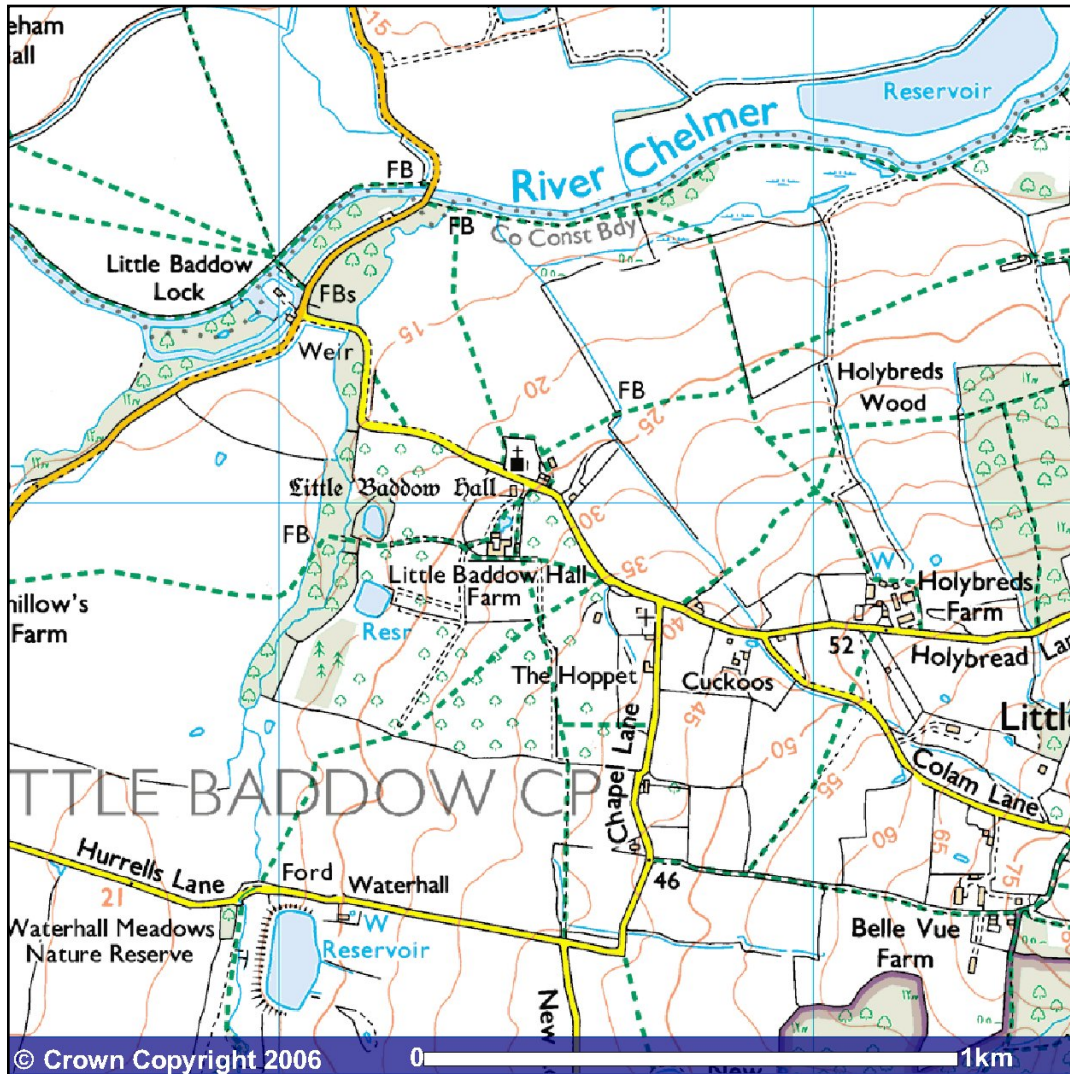 eham
all
15
Reservoir
River Chelmer
FB
FB
Co Const Bdy
Little Baddow
Lock
FBs
Weir
15
20
FB
25
Holybreds
Wood
Little Baddow Hall
30
FB
35
Little Baddow Hall
Farm
W
Holybreds
Farm
hillow's
Farm
Resr
40
52
Holybread Lan
The Hoppet
Cuckoos
45
50
Littl
55
Chapel Lane
Colam Lane
TTLE BADDOW CP
60
65
75
Hurrells Lane
21
Ford
Waterhall
46
W
Waterhall Meadows
Nature Reserve
Reservoir
Belle Vue
Farm
New
New
© Crown Copyright 2006
0
1km